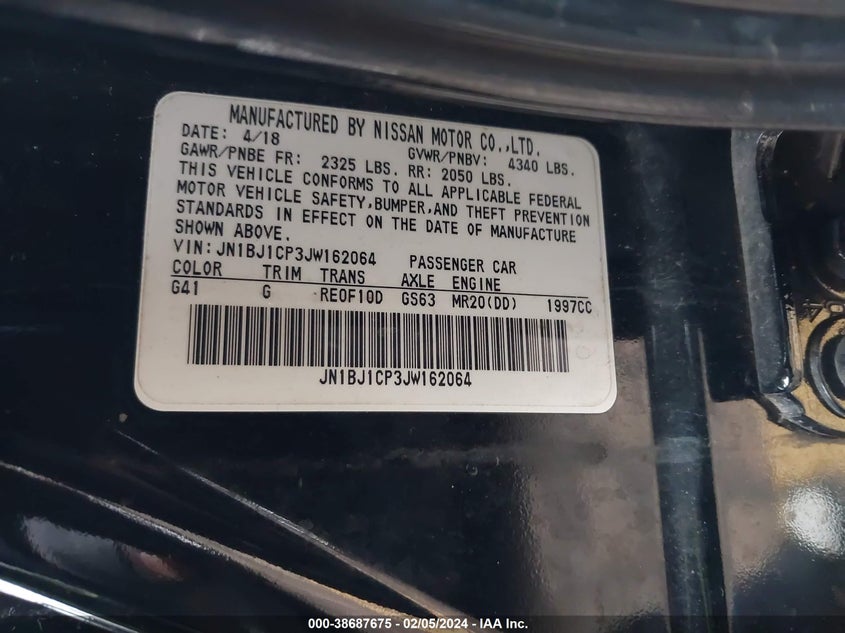 MANUFACTURED BY NISSAN MOTOR CO.,LTD.
DATE: 4/18 GVWR/PNBV: 4340 LBS.
GAWR/PNBE FR: 2325 LBS. RR: 2050 LBS.
THIS VEHICLE CONFORMS TO ALL APPLICABLE FEDERAL
MOTOR VEHICLE SAFETY,BUMPER,AND THEFT PREVENTION
STANDARDS IN EFFECT ON THE DATE OF MANUFACTURE
SHOWN ABOVE.
VIN:JN1BJ1CP3JW162064 PASSENGER CAR
COLOR TRIM TRANS AXLE ENGINE
G41 G RE0F10D GS63 MR20(DD) 1997CC
JN1BJ1CP3JW162064
000-38687675 - 02/05/2024 - IAA Inc.